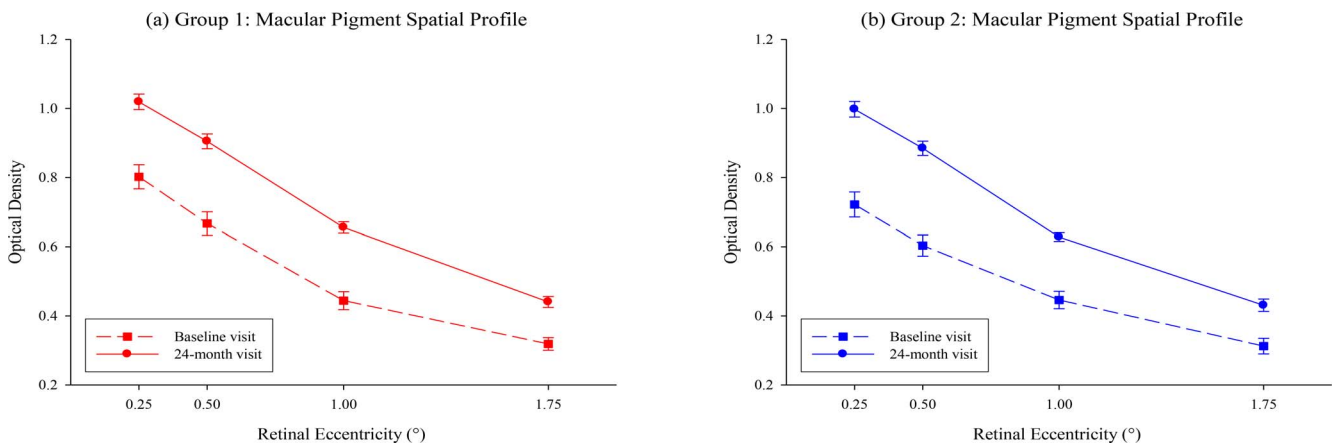 (a) Group 1: Macular Pigment Spatial Profile
1.2
1.0
0.8
0.6
0.4
0.2
Optical Density
Baseline visit
24-month visit
0.25 0.50 1.00 1.75
Retinal Eccentricity (°)
(b) Group 2: Macular Pigment Spatial Profile
1.2
1.0
0.8
0.6
0.4
0.2
Optical Density
Baseline visit
24-month visit
0.25 0.50 1.00 1.75
Retinal Eccentricity (°)